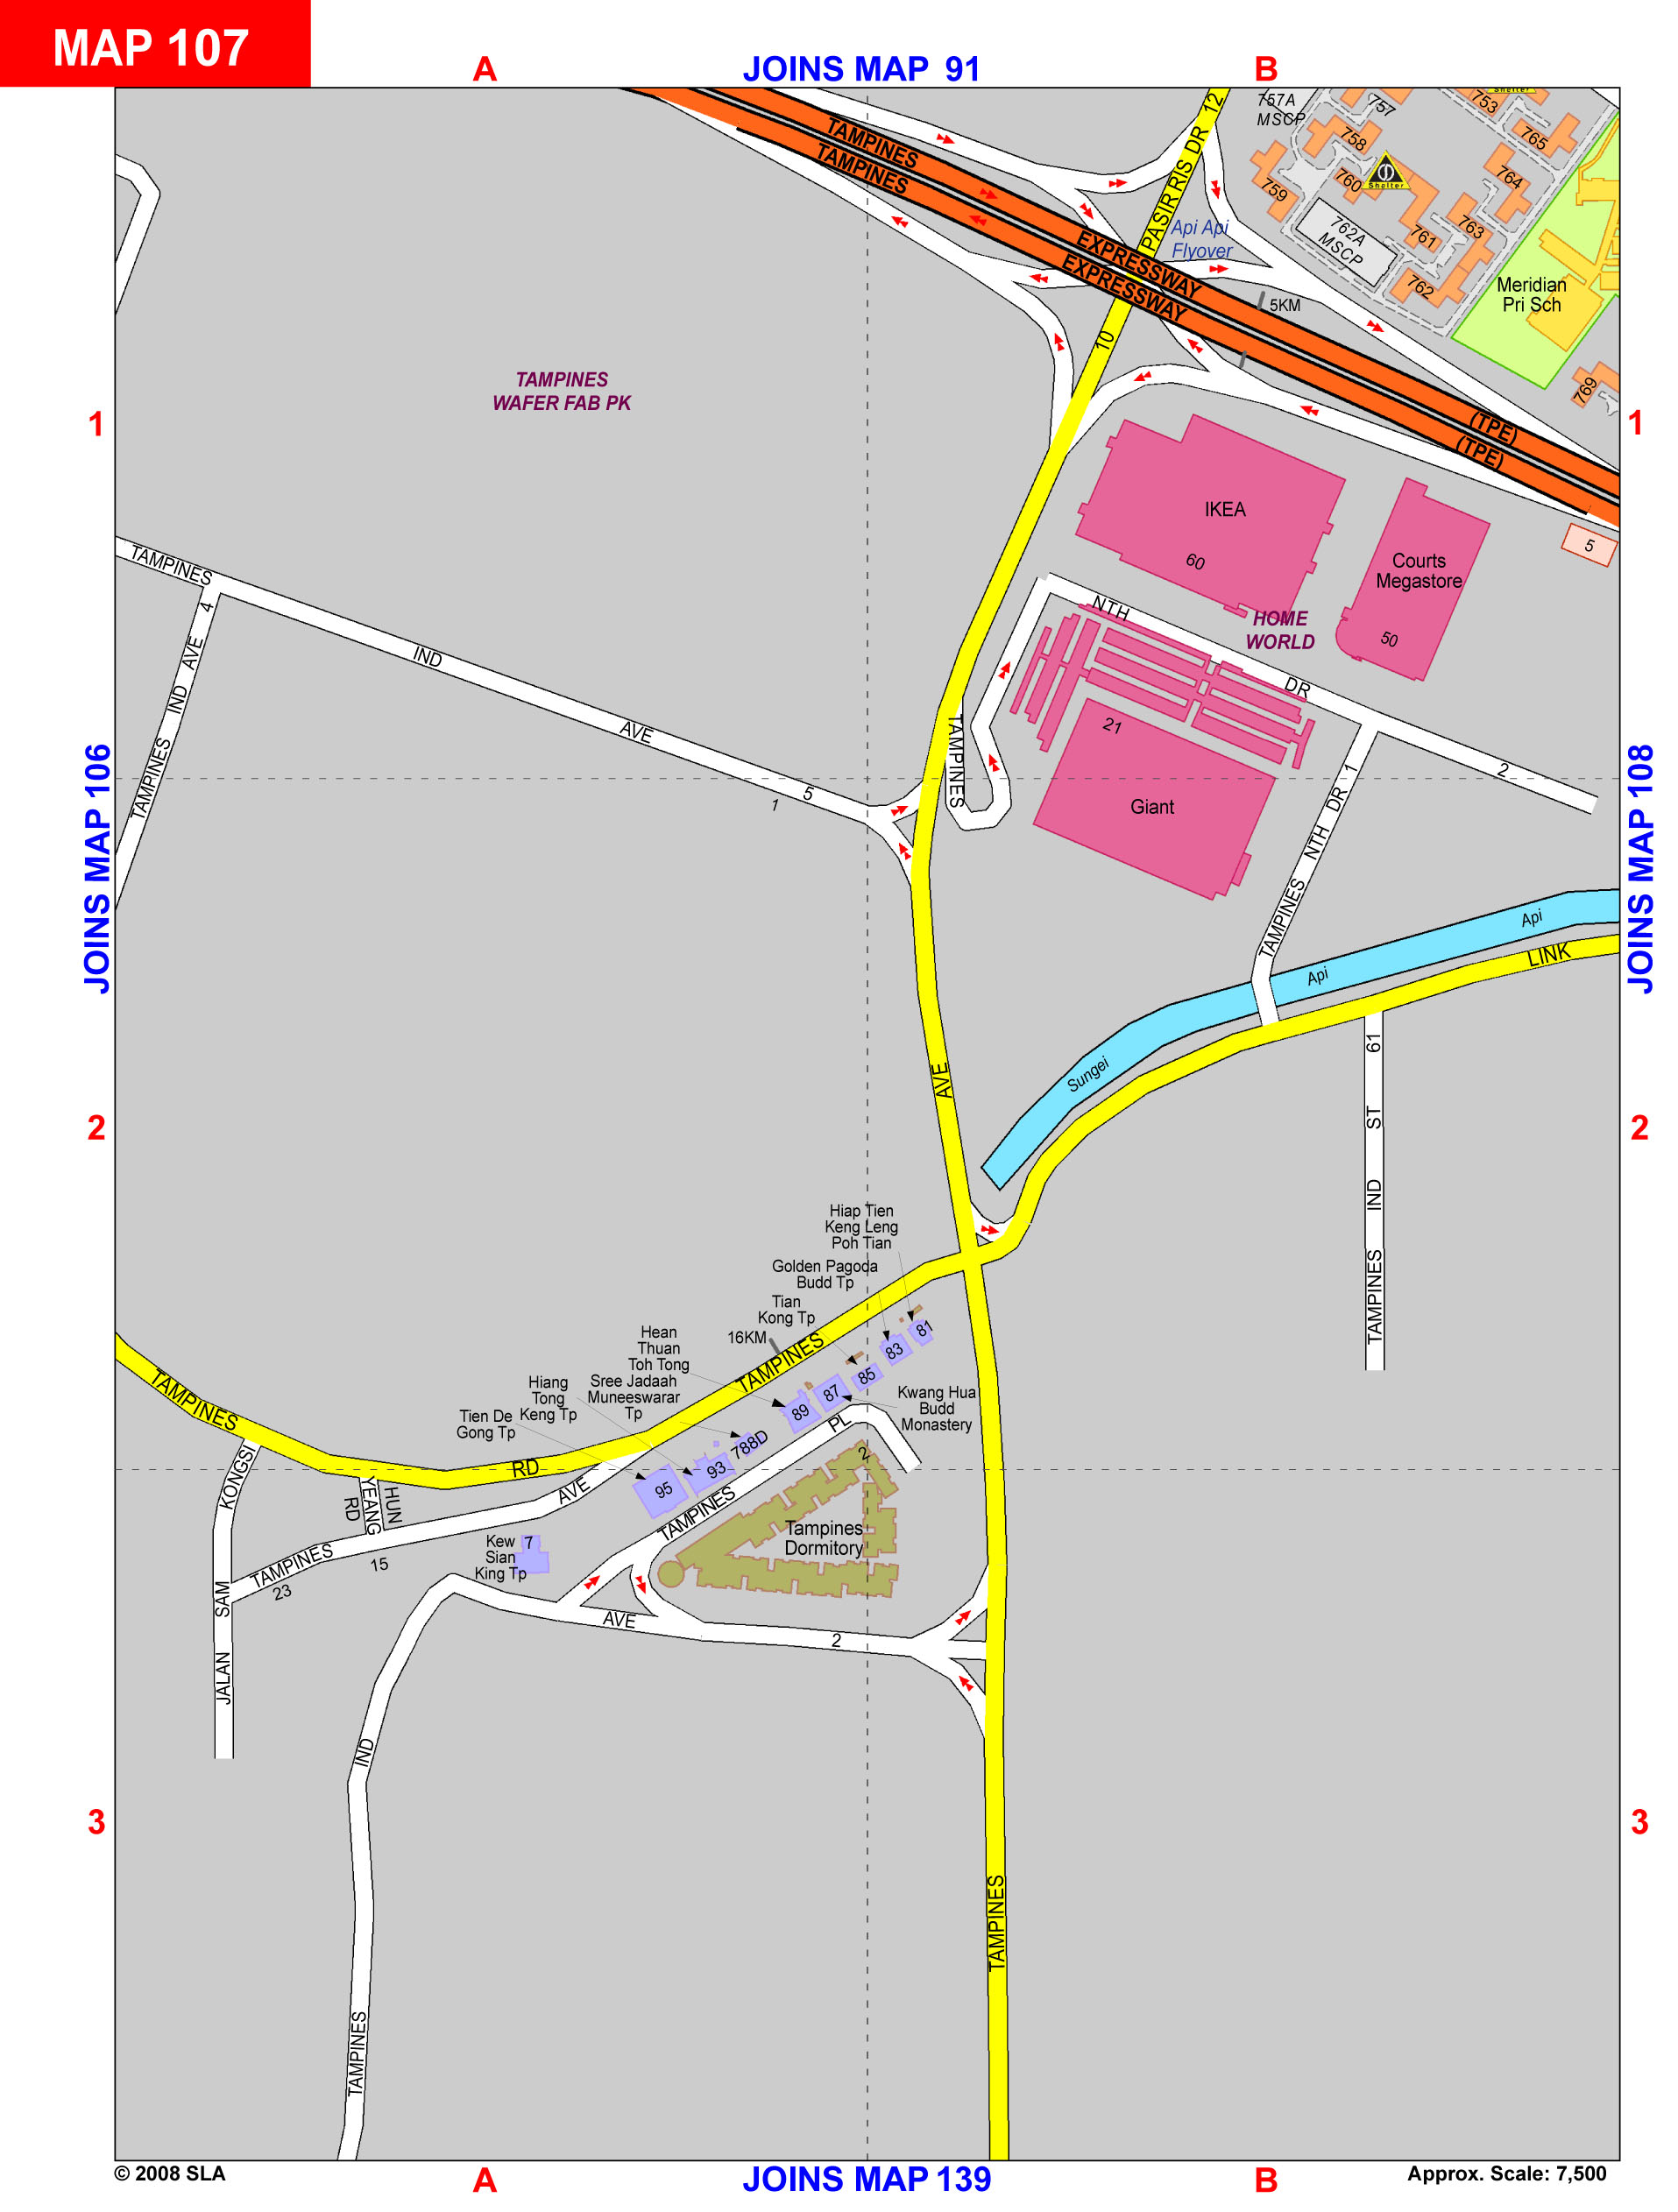 MAP 107
A
JOINS MAP 91
B
TAMPINES
TAMPINES
EXPRESSWAY
EXPRESSWAY
(TPE)
(TPE)
PASIR RIS DR 12
Api Api
Flyover
5KM
10
757A
MSCP
757
753
765
758
764
760
Shelter
Shelter
759
763
761
762A
MSCP
762
Meridian
Pri Sch
769
TAMPINES
WAFER FAB PK
1
1
IKEA
60
Courts
Megastore
50
5
HOME
WORLD
TAMPINES
NTH
DR
2
21
Giant
TAMPINES
IND
AVE
5
1
TAMPINES IND AVE 4
TAMPINES NTH DR 1
JOINS MAP 106
JOINS MAP 108
Sungei
Api
Api
LINK
AVE
2
2
TAMPINES IND ST 61
Hiap Tien
Keng Leng
Poh Tian
Golden Pagoda
Budd Tp
Tian
Kong Tp
16KM
Hean
Thuan
Toh Tong
Sree Jadaah
Muneeswarar
Tp
Hiang
Tong
Keng Tp
Tien De
Gong Tp
Kwang Hua
Budd
Monastery
81
83
85
87
89
788D
93
95
TAMPINES
RD
TAMPINES
TAMPINES
PL
2
Tampines
Dormitory
JALAN SAM KONGSI
HUN
YEANG
RD
TAMPINES
AVE
23
15
Kew
Sian
King Tp
7
TAMPINES
IND
AVE
2
TAMPINES
3
3
© 2008 SLA
A
JOINS MAP 139
B
Approx. Scale: 7,500